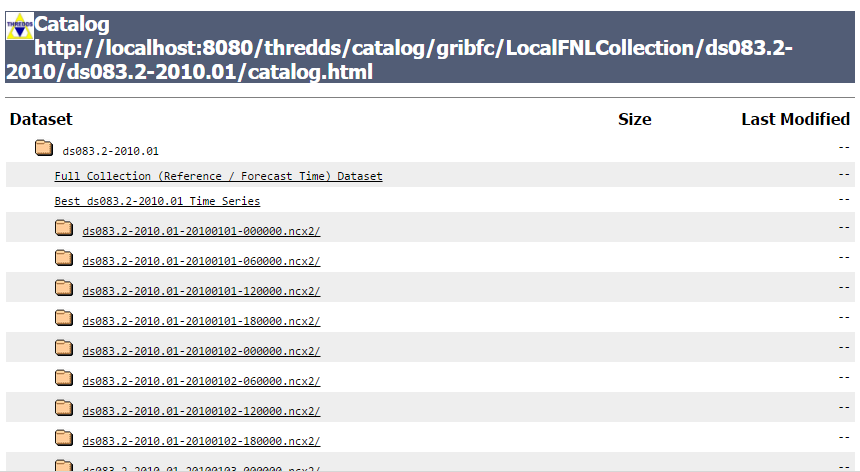 THREDDS
Catalog
http://localhost:8080/thredds/catalog/gribfc/LocalFNLCollection/ds083.2-
2010/ds083.2-2010.01/catalog.html
Dataset Size Last Modified
ds083.2-2010.01 --
Full Collection (Reference / Forecast Time) Dataset --
Best ds083.2-2010.01 Time Series --
ds083.2-2010.01-20100101-000000.ncx2/ --
ds083.2-2010.01-20100101-060000.ncx2/ --
ds083.2-2010.01-20100101-120000.ncx2/ --
ds083.2-2010.01-20100101-180000.ncx2/ --
ds083.2-2010.01-20100102-000000.ncx2/ --
ds083.2-2010.01-20100102-060000.ncx2/ --
ds083.2-2010.01-20100102-120000.ncx2/ --
ds083.2-2010.01-20100102-180000.ncx2/ --
ds083.2-2010.01-20100103-000000.ncx2/ --